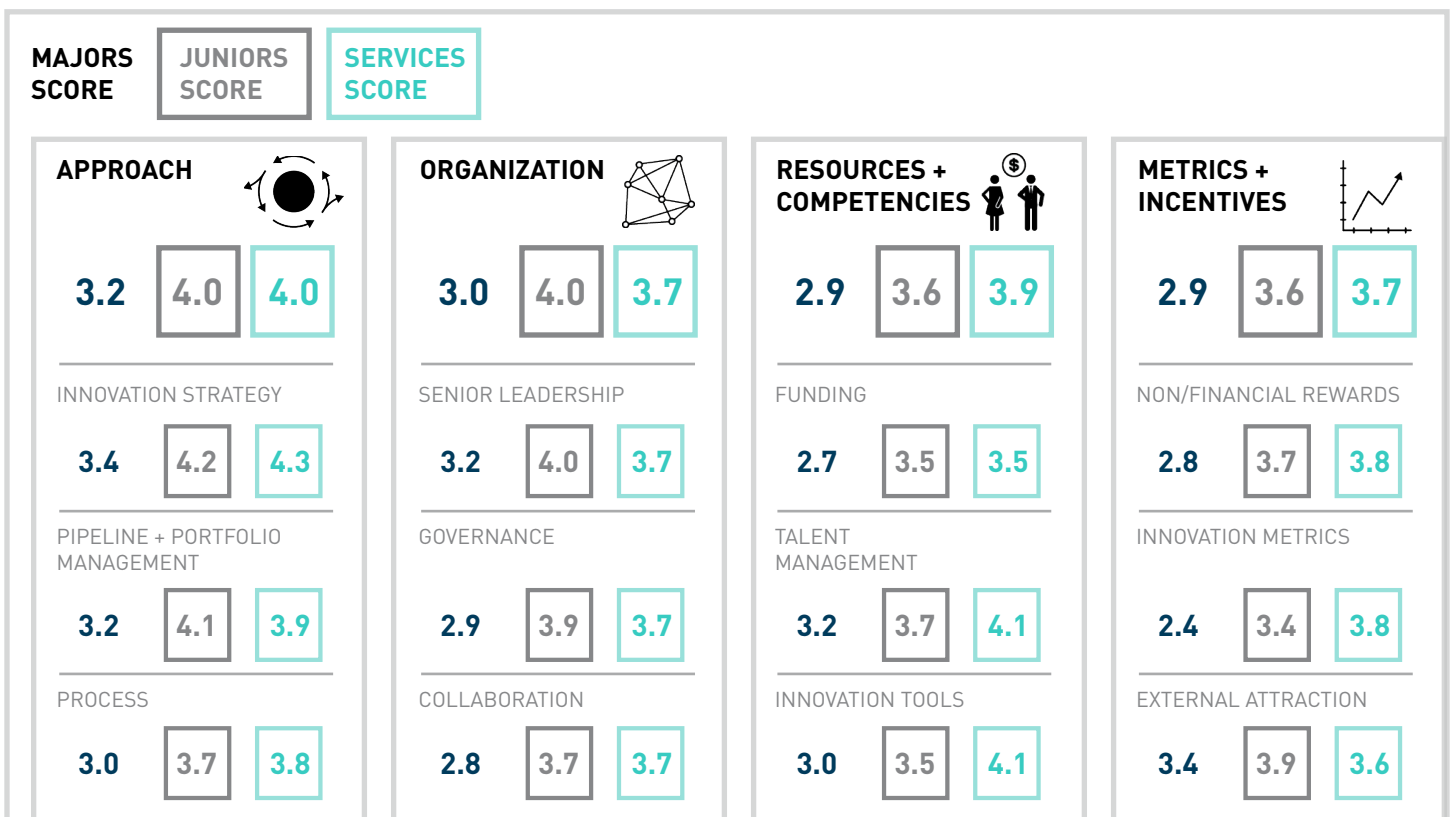 MAJORS
SCORE
JUNIORS
SCORE
SERVICES
SCORE
APPROACH
3.2 4.0 4.0
INNOVATION STRATEGY
3.4 4.2 4.3
PIPELINE + PORTFOLIO
MANAGEMENT
3.2 4.1 3.9
PROCESS
3.0 3.7 3.8
ORGANIZATION
3.0 4.0 3.7
SENIOR LEADERSHIP
3.2 4.0 3.7
GOVERNANCE
2.9 3.9 3.7
COLLABORATION
2.8 3.7 3.7
RESOURCES +
COMPETENCIES
$
2.9 3.6 3.9
FUNDING
2.7 3.5 3.5
TALENT
MANAGEMENT
3.2 3.7 4.1
INNOVATION TOOLS
3.0 3.5 4.1
METRICS +
INCENTIVES
2.9 3.6 3.7
NON/FINANCIAL REWARDS
2.8 3.7 3.8
INNOVATION METRICS
2.4 3.4 3.8
EXTERNAL ATTRACTION
3.4 3.9 3.6